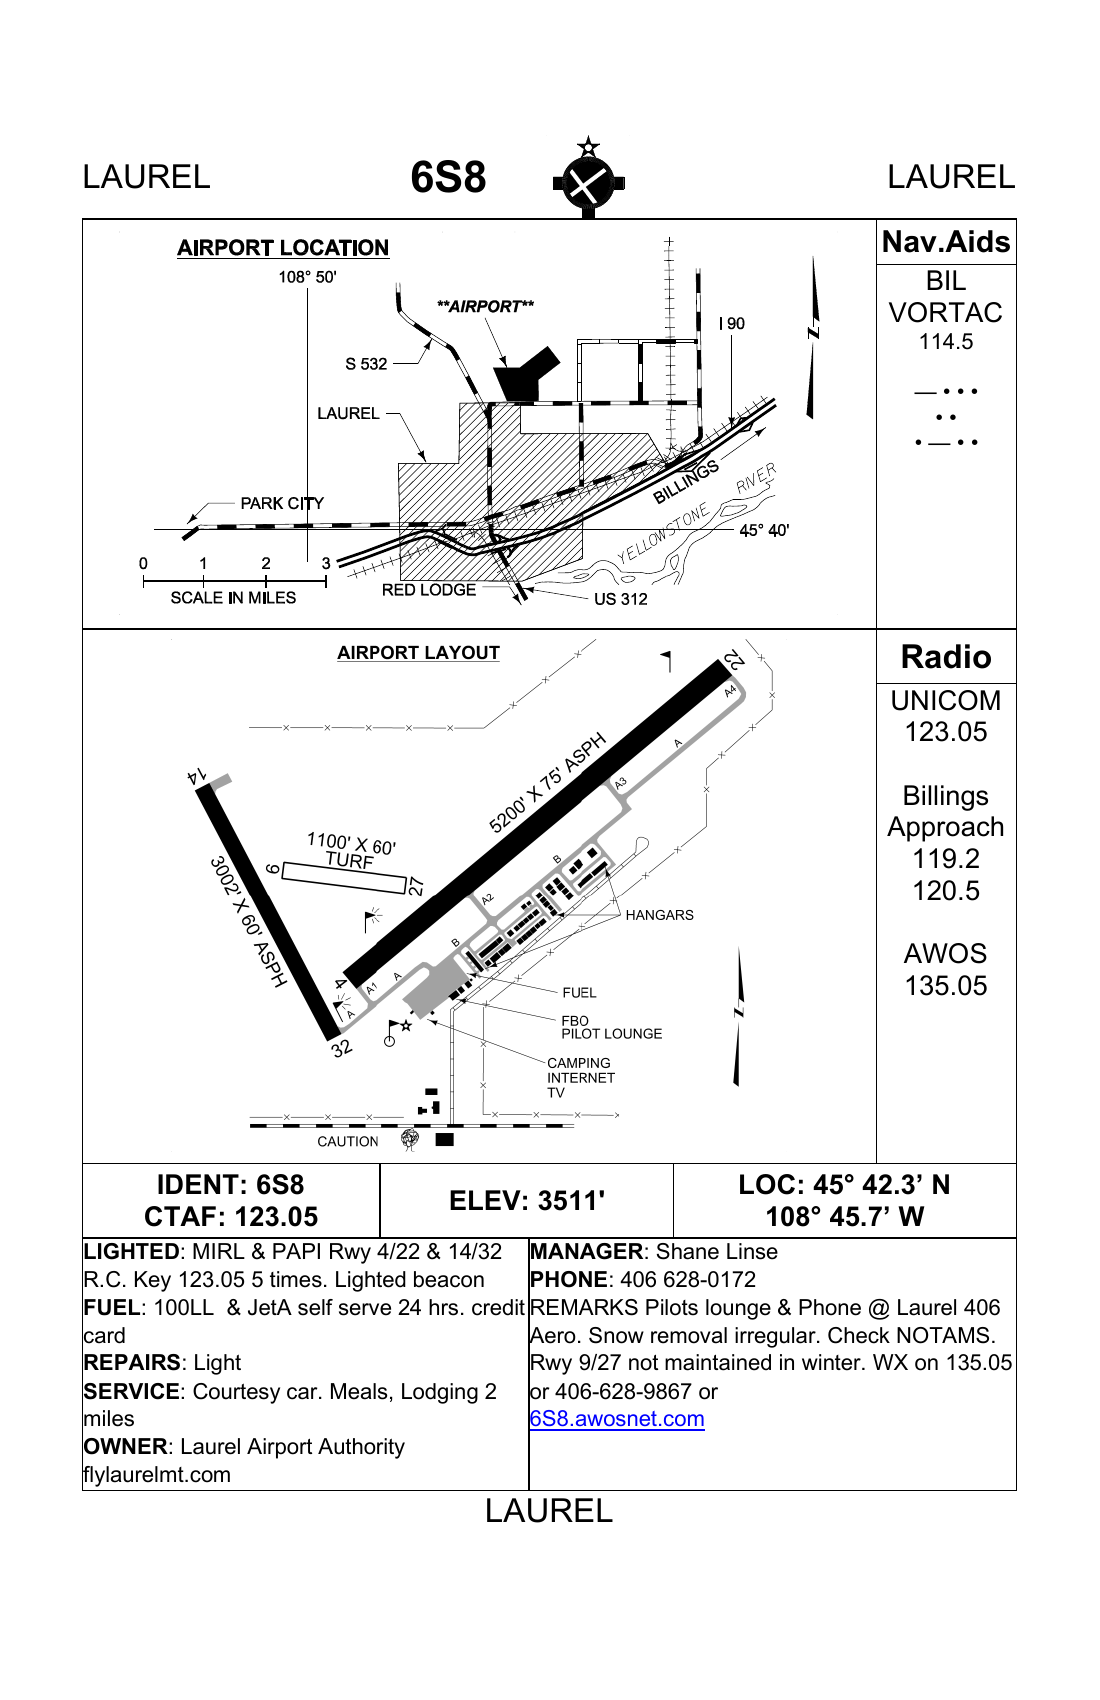 LAUREL 6S8 LAUREL
AIRPORT LOCATION
108° 50'
**AIRPORT**
I 90
S 532
LAUREL
PARK CITY
BILLINGS
YELLOWSTONE RIVER
45° 40'
0 1 2 3
SCALE IN MILES
RED LODGE
US 312
N
Nav.Aids
BIL
VORTAC
114.5
AIRPORT LAYOUT
22
A4
A
5200' X 75' ASPH
A3
14
1100' X 60'
TURF
9
27
3002' X 60' ASPH
B
A2
HANGARS
B
4
A
A1
A
32
FUEL
FBO
PILOT LOUNGE
CAMPING
INTERNET
TV
N
CAUTION
Radio
UNICOM
123.05
Billings
Approach
119.2
120.5
AWOS
135.05
IDENT: 6S8
CTAF: 123.05
ELEV: 3511'
LOC: 45° 42.3’ N
108° 45.7’ W
LIGHTED: MIRL & PAPI Rwy 4/22 & 14/32
R.C. Key 123.05 5 times. Lighted beacon
FUEL: 100LL & JetA self serve 24 hrs. credit
card
REPAIRS: Light
SERVICE: Courtesy car. Meals, Lodging 2
miles
OWNER: Laurel Airport Authority
flylaurelmt.com
MANAGER: Shane Linse
PHONE: 406 628-0172
REMARKS Pilots lounge & Phone @ Laurel 406
Aero. Snow removal irregular. Check NOTAMS.
Rwy 9/27 not maintained in winter. WX on 135.05
or 406-628-9867 or
6S8.awosnet.com
LAUREL